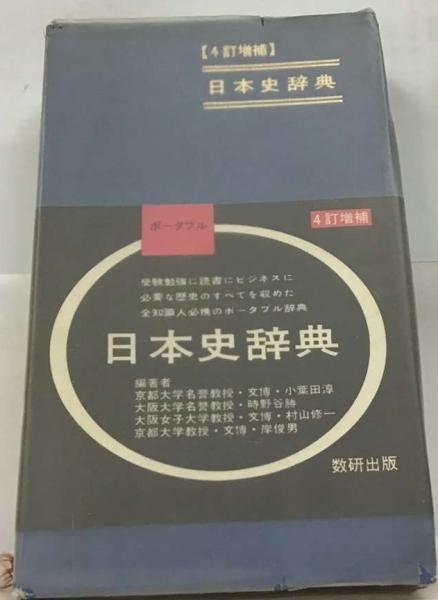 【4訂増補】
日本史辞典
ポータブル
4訂増補
受験勉強に読書にビジネスに
必要な歴史のすべてを収めた
全知識人必携のポータブル辞典
日本史辞典
編著者
京都大学名誉教授・文博・小葉田淳
大阪大学名誉教授・時野谷勝
大阪女子大学教授・文博・村山修一
京都大学教授・文博・岸俊男
数研出版